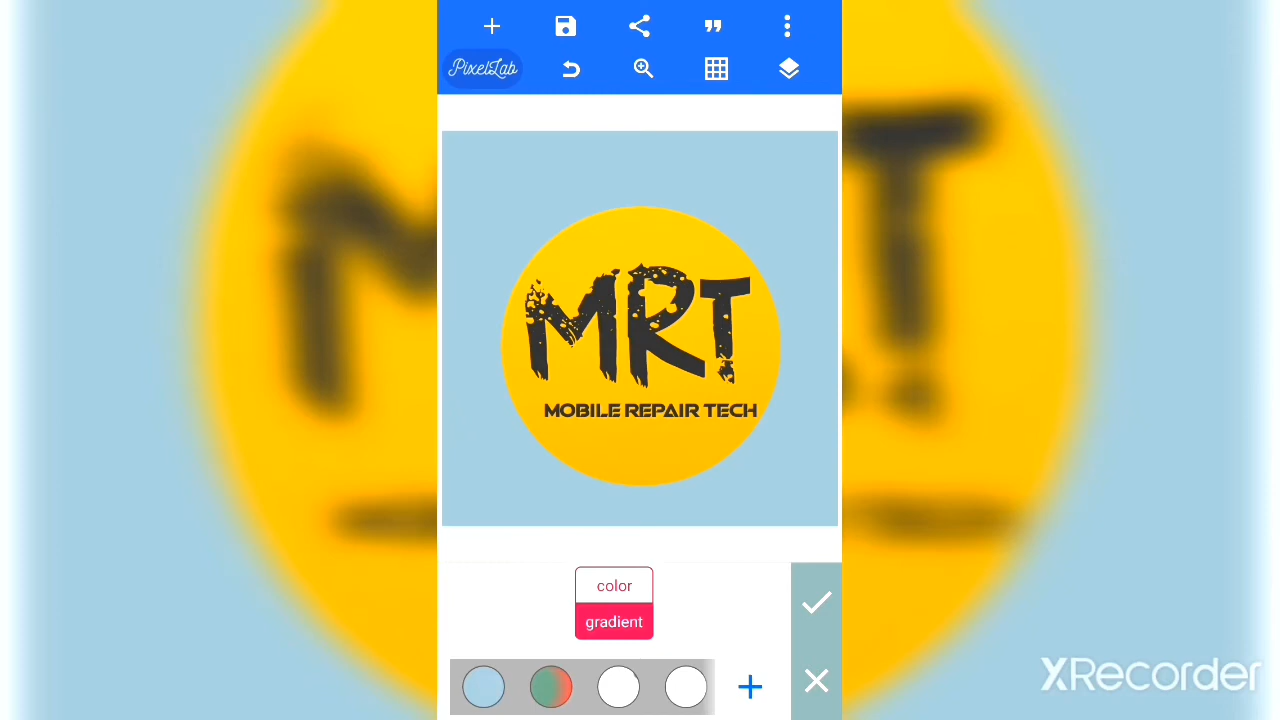 PixelLab
MRT
MOBILE REPAIR TECH
color
gradient
XRecorder